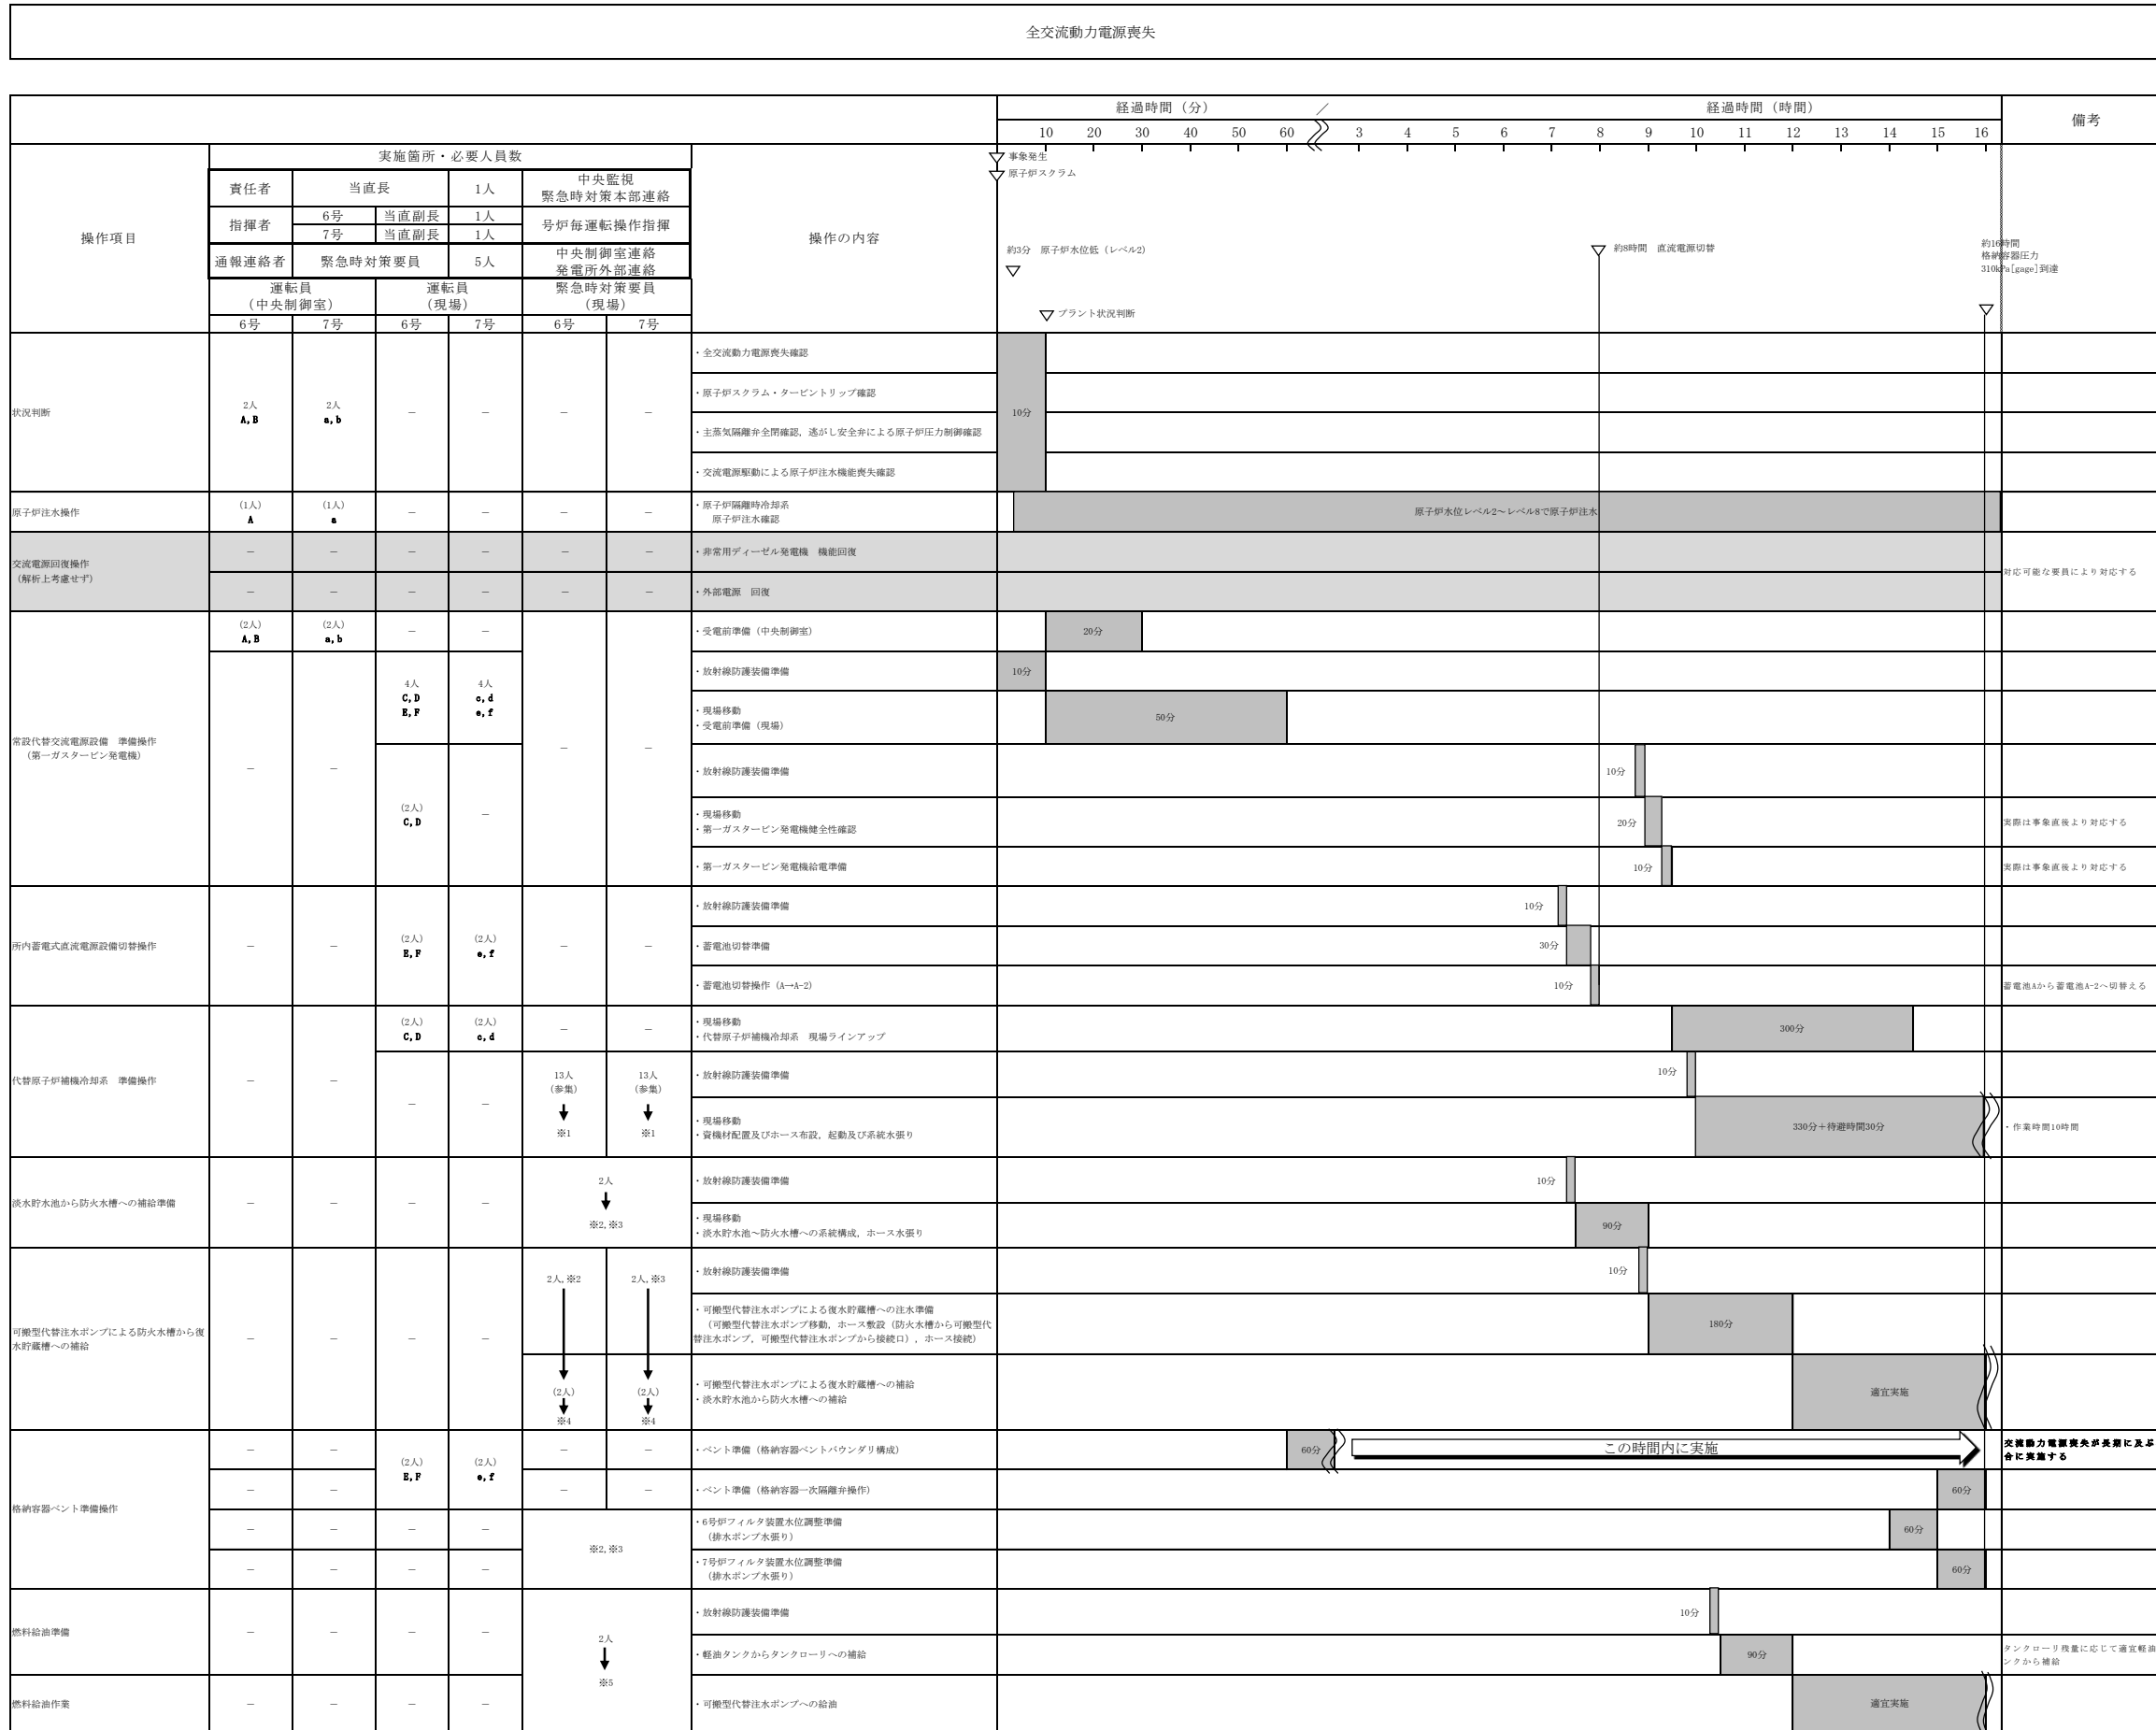 全交流動力電源喪失
経過時間（分）
／
経過時間（時間）
備考
10 20 30 40 50 60 3 4 5 6 7 8 9 10 11 12 13 14 15 16
操作項目
実施箇所・必要人員数
操作の内容
責任者 当直長 1人 中央監視
緊急時対策本部連絡
指揮者 6号 当直副長 1人 号炉毎運転操作指揮
7号 当直副長 1人
通報連絡者 緊急時対策要員 5人 中央制御室連絡
発電所外部連絡
運転員
（中央制御室）
運転員
（現場）
緊急時対策要員
（現場）
6号 7号 6号 7号 6号 7号
事象発生
原子炉スクラム
約3分 原子炉水位低（レベル2）
プラント状況判断
約8時間 直流電源切替
約16時間
格納容器圧力
310kPa[gage]到達
状況判断
2人
A,B
2人
a,b
－ － － －
・全交流動力電源喪失確認
・原子炉スクラム・タービントリップ確認
・主蒸気隔離弁全閉確認，逃がし安全弁による原子炉圧力制御確認
・交流電源駆動による原子炉注水機能喪失確認
10分
原子炉注水操作
（1人）
A
（1人）
a
－ － － －
・原子炉隔離時冷却系
原子炉注水確認
原子炉水位レベル2～レベル8で原子炉注水
交流電源回復操作
（解析上考慮せず）
－ － － － － －
・非常用ディーゼル発電機 機能回復
－ － － － － －
・外部電源 回復
対応可能な要員により対応する
常設代替交流電源設備 準備操作
（第一ガスタービン発電機）
（2人）
A,B
（2人）
a,b
－ －
・受電前準備（中央制御室）
20分
－ －
4人
C,D
E,F
4人
c,d
e,f
－ －
・放射線防護装備準備
10分
・現場移動
・受電前準備（現場）
50分
（2人）
C,D
－
・放射線防護装備準備
10分
・現場移動
・第一ガスタービン発電機健全性確認
20分
実際は事象直後より対応する
・第一ガスタービン発電機給電準備
10分
実際は事象直後より対応する
所内蓄電式直流電源設備切替操作
－ －
（2人）
E,F
（2人）
e,f
－ －
・放射線防護装備準備
10分
・蓄電池切替準備
30分
・蓄電池切替操作（A→A-2）
10分
蓄電池Aから蓄電池A-2へ切替える
代替原子炉補機冷却系 準備操作
－ －
（2人）
C,D
（2人）
c,d
－ －
・現場移動
・代替原子炉補機冷却系 現場ラインアップ
300分
－ －
13人
（参集）
※1
13人
（参集）
※1
・放射線防護装備準備
10分
・現場移動
・資機材配置及びホース布設，起動及び系統水張り
330分＋待避時間30分
・作業時間10時間
淡水貯水池から防火水槽への補給準備
－ － － －
2人
※2,※3
・放射線防護装備準備
10分
・現場移動
・淡水貯水池～防火水槽への系統構成，ホース水張り
90分
可搬型代替注水ポンプによる防火水槽から復
水貯蔵槽への補給
－ － － －
2人,※2
2人,※3
・放射線防護装備準備
10分
・可搬型代替注水ポンプによる復水貯蔵槽への注水準備
（可搬型代替注水ポンプ移動，ホース敷設（防火水槽から可搬型代
替注水ポンプ，可搬型代替注水ポンプから接続口），ホース接続）
180分
（2人）
※4
（2人）
※4
・可搬型代替注水ポンプによる復水貯蔵槽への補給
・淡水貯水池から防火水槽への補給
適宜実施
格納容器ベント準備操作
－ －
（2人）
E,F
（2人）
e,f
－ －
・ベント準備（格納容器ベントバウンダリ構成）
60分
この時間内に実施
交流動力電源喪失が長期に及ぶ
合に実施する
－ － － －
・ベント準備（格納容器一次隔離弁操作）
60分
－ － － －
※2,※3
・6号炉フィルタ装置水位調整準備
（排水ポンプ水張り）
60分
－ － － －
・7号炉フィルタ装置水位調整準備
（排水ポンプ水張り）
60分
燃料給油準備
－ － － －
2人
※5
・放射線防護装備準備
10分
・軽油タンクからタンクローリへの補給
90分
タンクローリ残量に応じて適宜軽油
ンクから補給
燃料給油作業
－ － － －
・可搬型代替注水ポンプへの給油
適宜実施